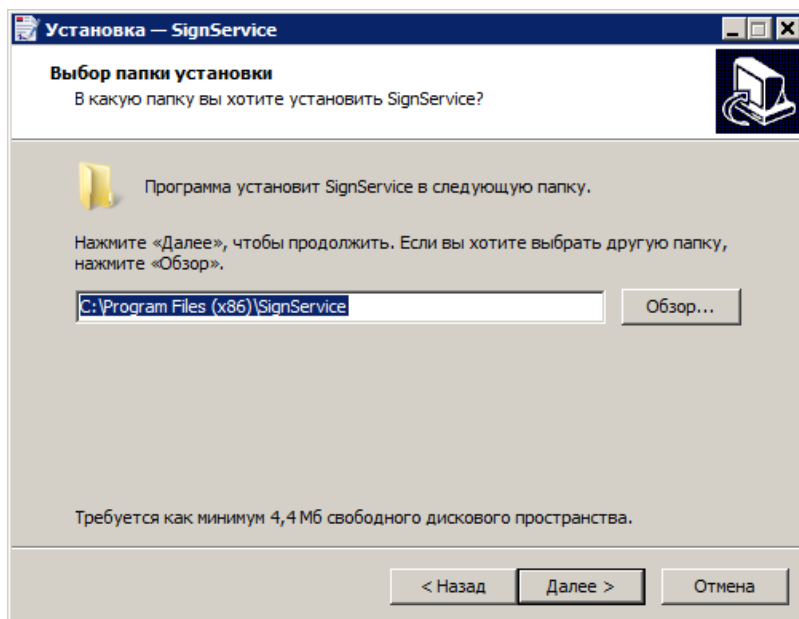 Установка — SignService
Выбор папки установки
В какую папку вы хотите установить SignService?
Программа установит SignService в следующую папку.
Нажмите «Далее», чтобы продолжить. Если вы хотите выбрать другую папку,
нажмите «Обзор».
C:\Program Files (x86)\SignService
Обзор...
Требуется как минимум 4,4 Мб свободного дискового пространства.
< Назад
Далее >
Отмена